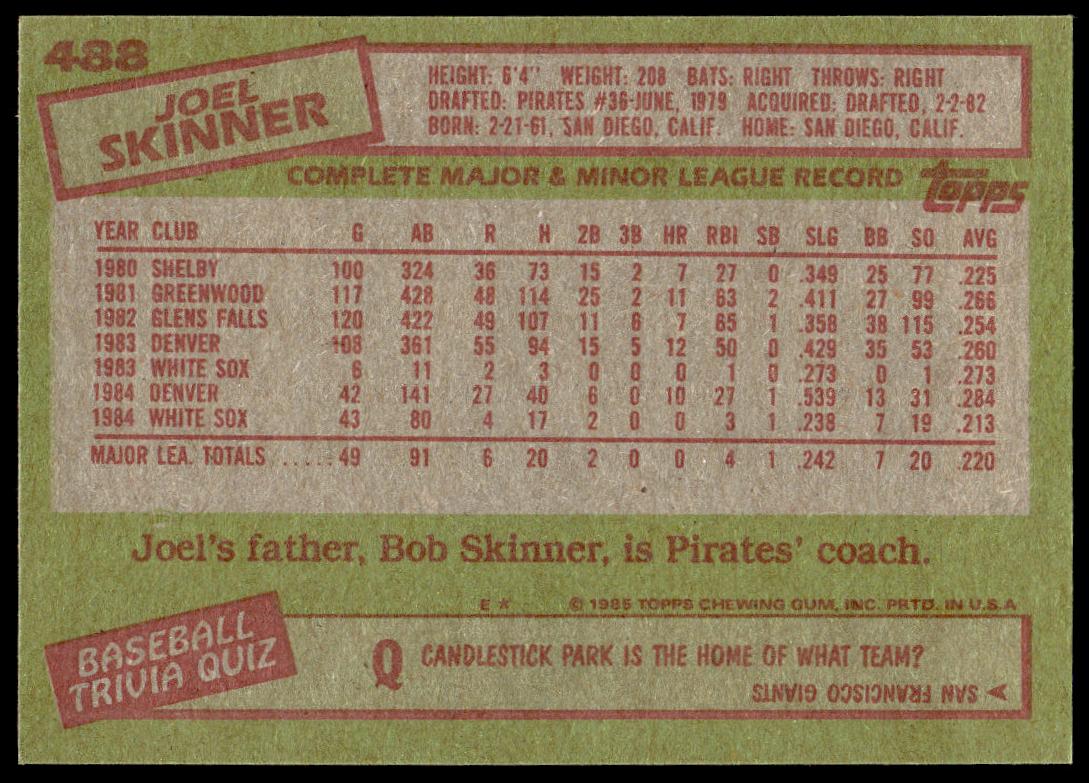 488
JOEL
SKINNER
HEIGHT: 6'4" WEIGHT: 208 BATS: RIGHT THROWS: RIGHT
DRAFTED: PIRATES #36-JUNE, 1979 ACQUIRED: DRAFTED, 2-2-82
BORN: 2-21-61, SAN DIEGO, CALIF. HOME: SAN DIEGO, CALIF.
COMPLETE MAJOR & MINOR LEAGUE RECORD topps
YEAR CLUB G AB R H 2B 3B HR RBI SB SLG BB SO AVG
1980 SHELBY 100 324 36 73 15 2 7 27 0 .349 25 77 .225
1981 GREENWOOD 117 428 48 114 25 2 11 63 2 .411 27 99 .266
1982 GLENS FALLS 120 422 49 107 11 6 7 65 1 .358 38 115 .254
1983 DENVER 108 361 55 94 15 5 12 50 0 .429 35 53 .260
1983 WHITE SOX 6 11 2 3 0 0 0 1 0 .273 0 1 .273
1984 DENVER 42 141 27 40 6 0 10 27 1 .539 13 31 .284
1984 WHITE SOX 43 80 4 17 2 0 0 3 1 .238 7 19 .213
MAJOR LEA. TOTALS .....49 91 6 20 2 0 0 4 1 .242 7 20 .220
Joel's father, Bob Skinner, is Pirates' coach.
E * © 1985 TOPPS CHEWING GUM, INC. PRTD. IN U.S.A
BASEBALL
TRIVIA QUIZ
Q CANDLESTICK PARK IS THE HOME OF WHAT TEAM?
SAN FRANCISCO GIANTS